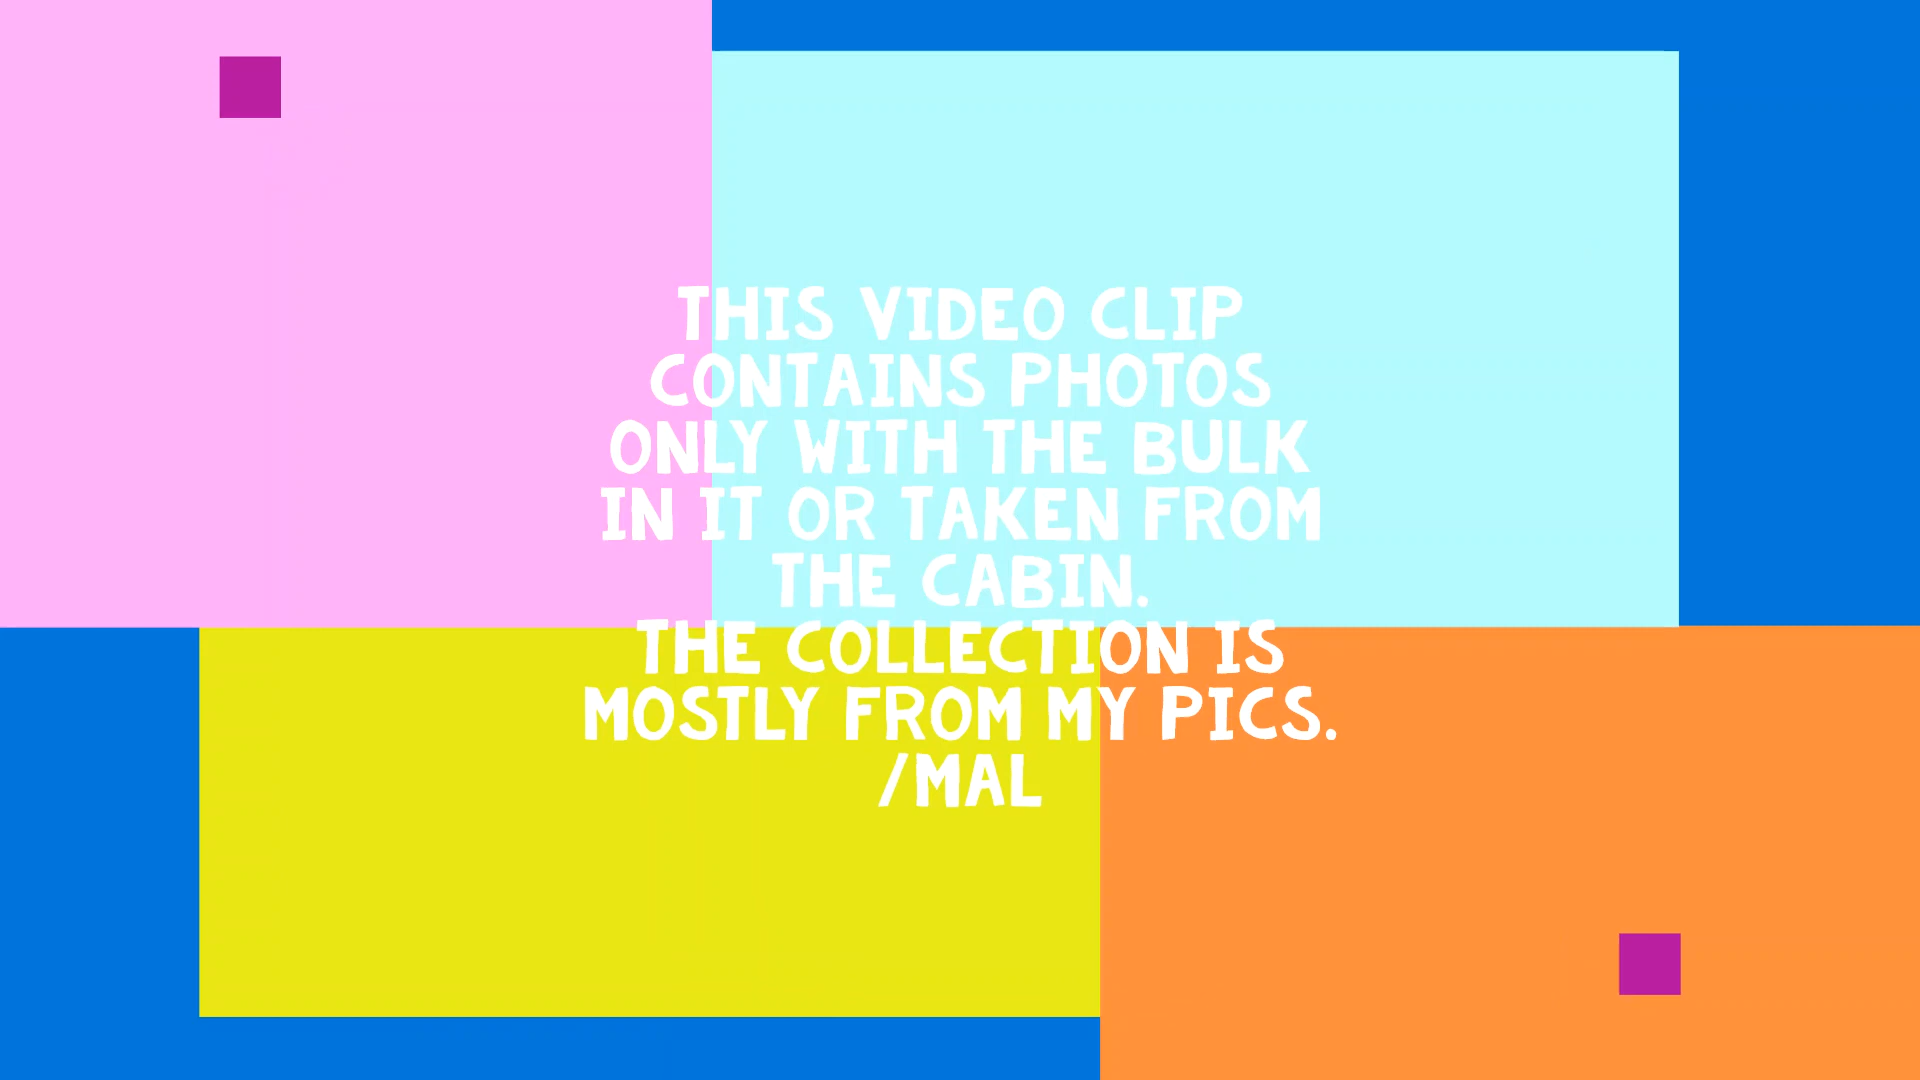 THIS VIDEO CLIP
CONTAINS PHOTOS
ONLY WITH THE BULK
IN IT OR TAKEN FROM
THE CABIN.
THE COLLECTION IS
MOSTLY FROM MY PICS.
/MAL